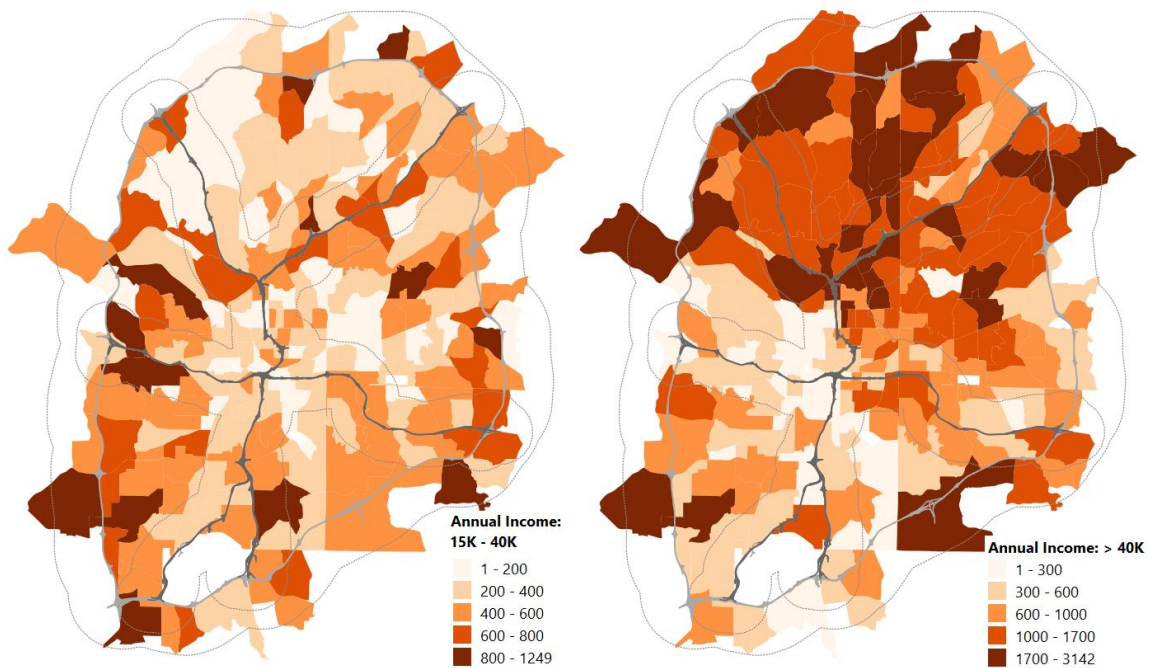 Annual Income:
15K - 40K
1 - 200
200 - 400
400 - 600
600 - 800
800 - 1249
Annual Income: > 40K
1 - 300
300 - 600
600 - 1000
1000 - 1700
1700 - 3142